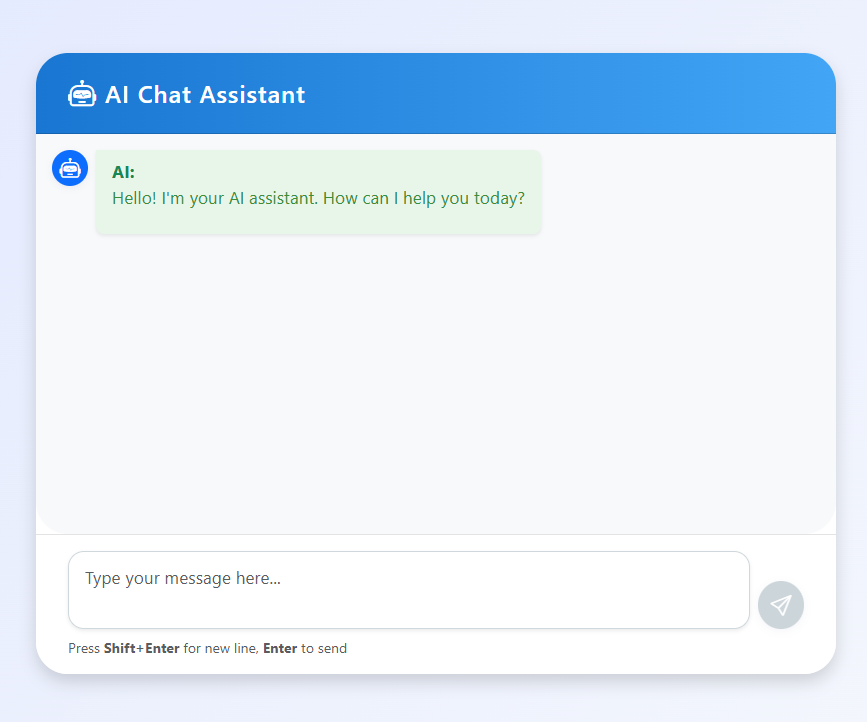 AI Chat Assistant
AI:
Hello! I'm your AI assistant. How can I help you today?
Type your message here...
Press Shift+Enter for new line, Enter to send